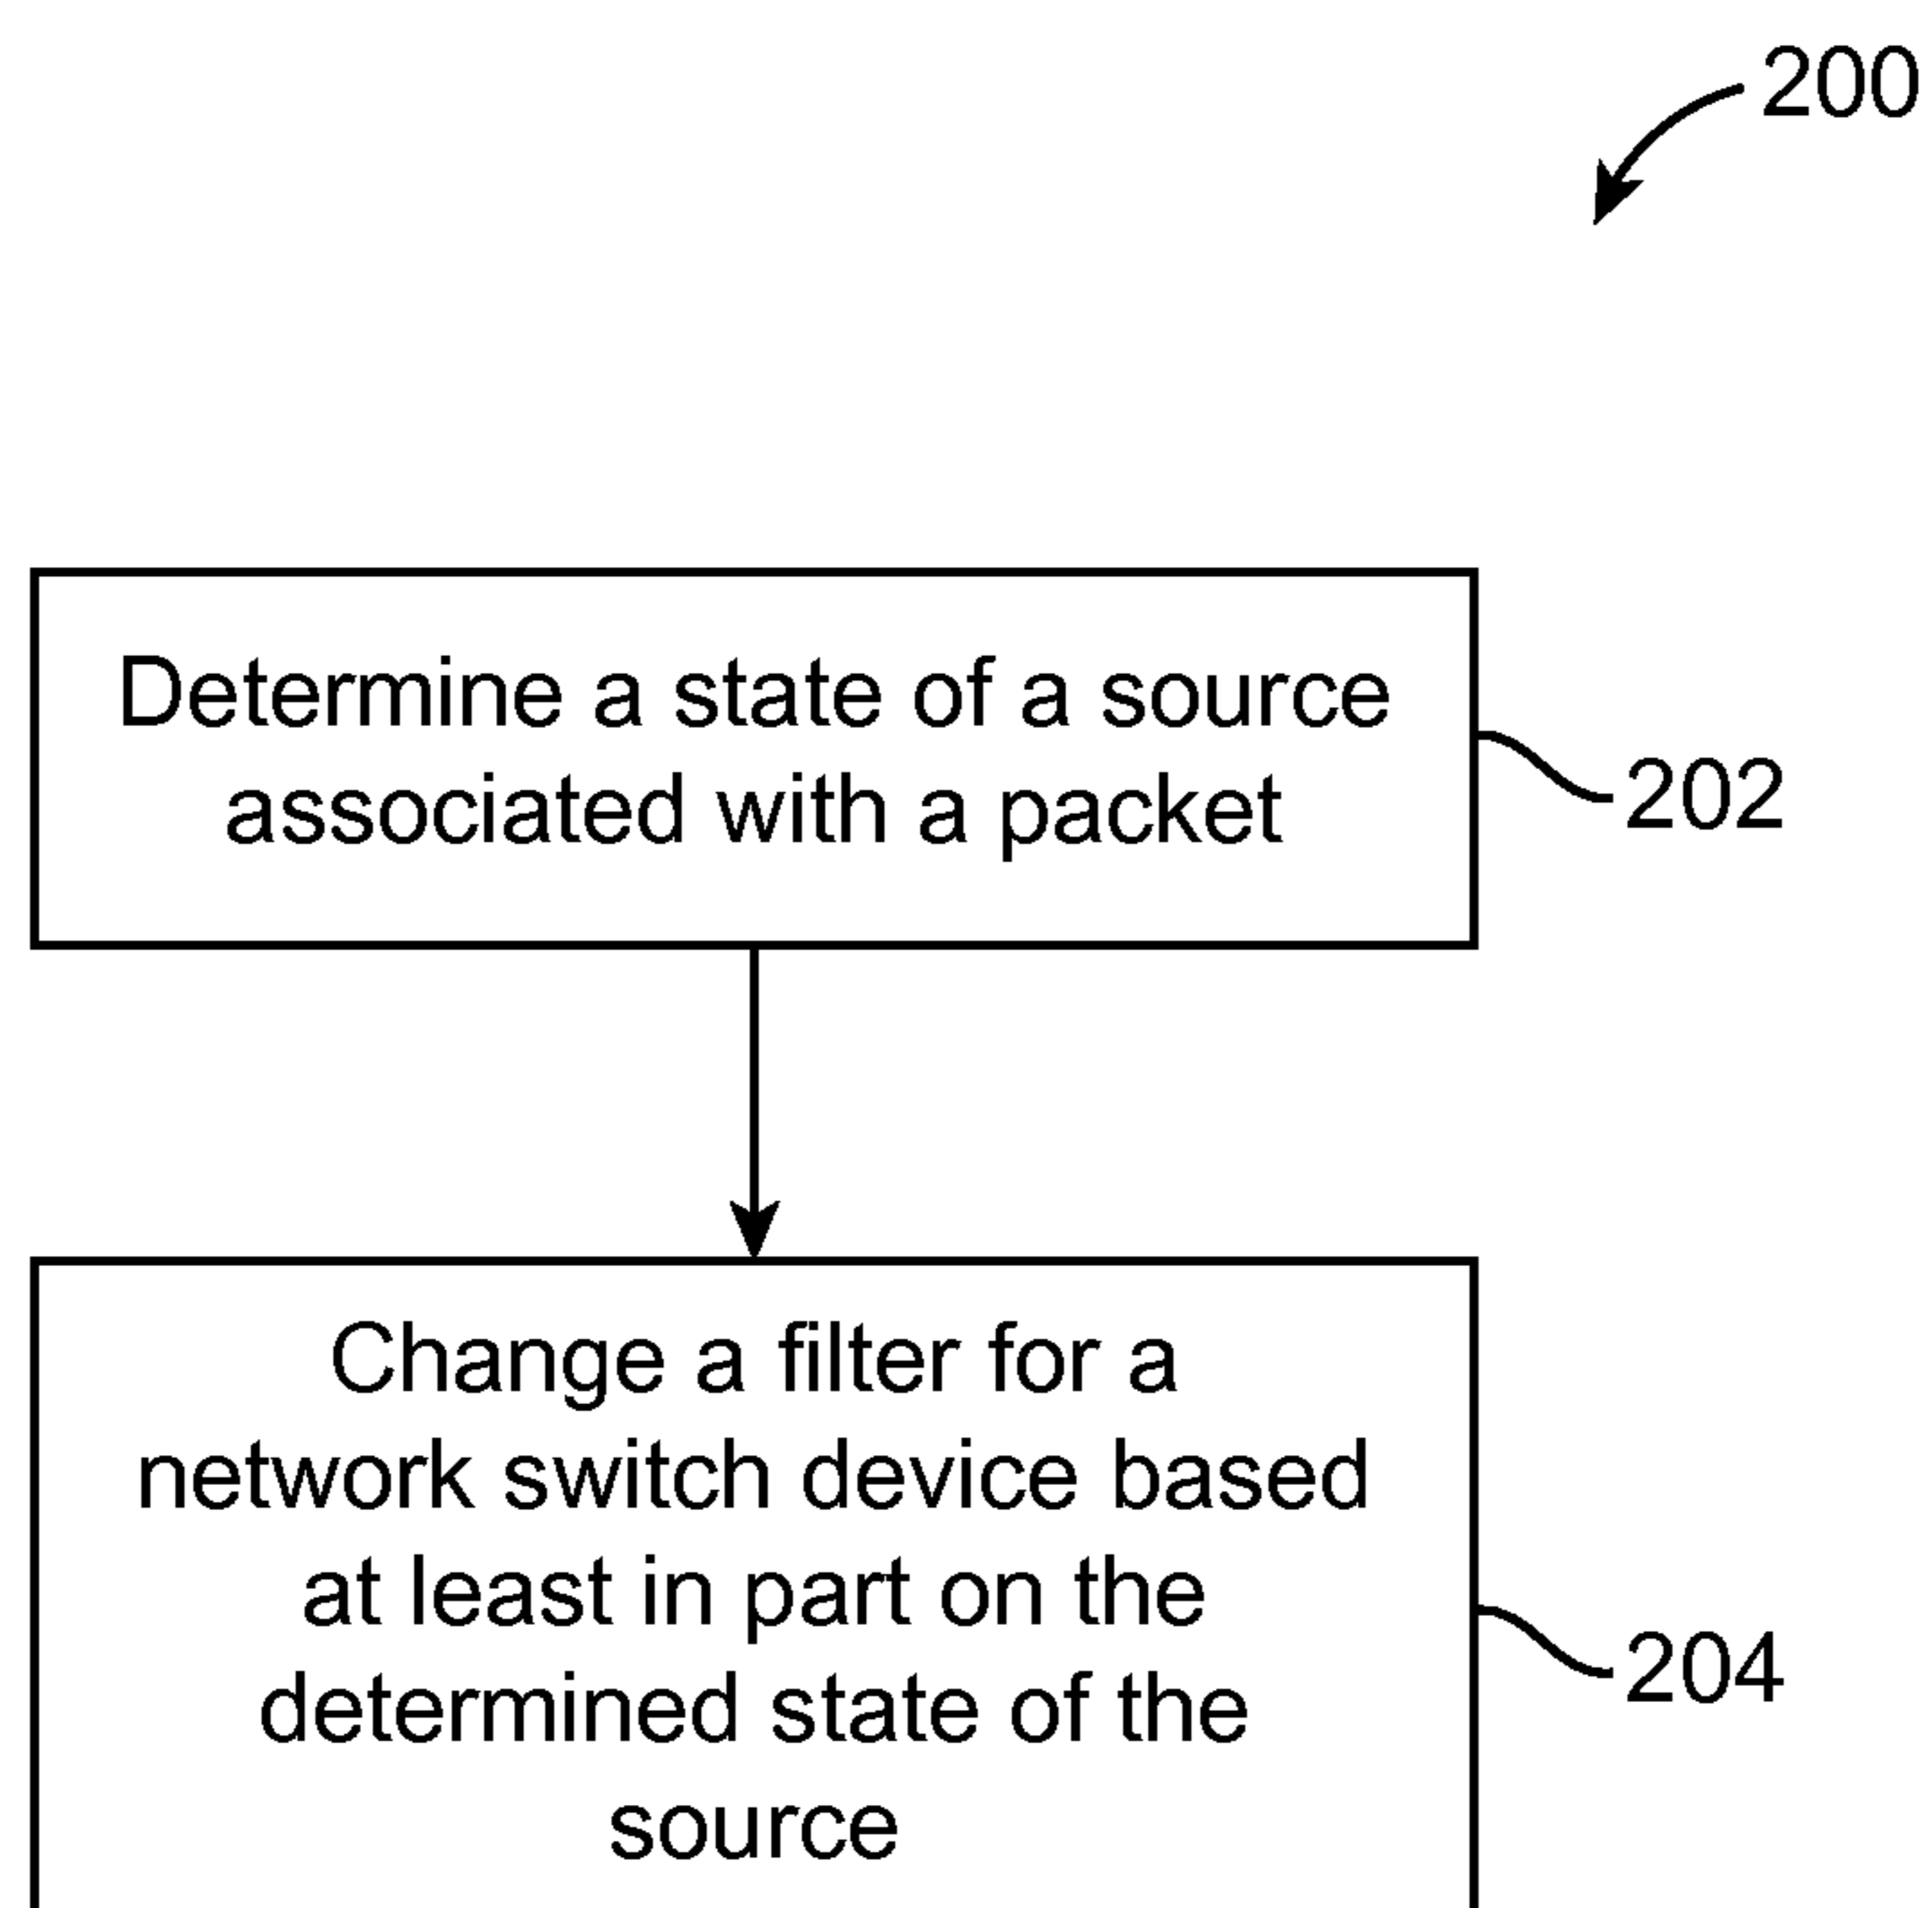 200
Determine a state of a source
associated with a packet
202
Change a filter for a
network switch device based
at least in part on the
determined state of the
source
204